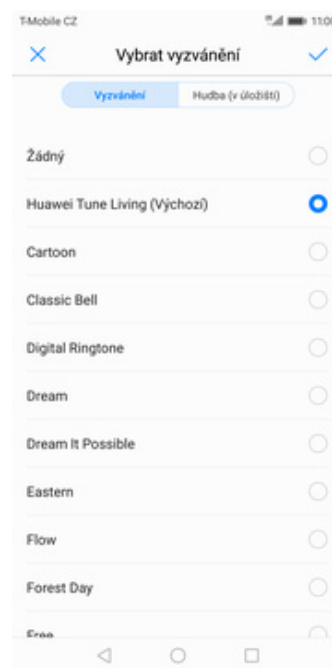 T-Mobile CZ 11:00
Vybrat vyzvánění
Vyzvánění Hudba (v úložišti)
Žádný
Huawei Tune Living (Výchozí)
Cartoon
Classic Bell
Digital Ringtone
Dream
Dream It Possible
Eastern
Flow
Forest Day
Free